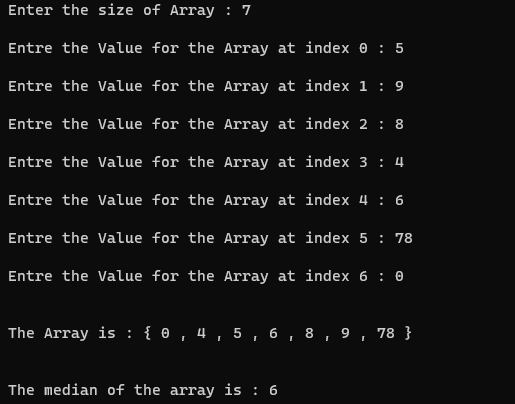 Enter the size of Array : 7
Entre the Value for the Array at index 0 : 5
Entre the Value for the Array at index 1 : 9
Entre the Value for the Array at index 2 : 8
Entre the Value for the Array at index 3 : 4
Entre the Value for the Array at index 4 : 6
Entre the Value for the Array at index 5 : 78
Entre the Value for the Array at index 6 : 0
The Array is : { 0 , 4 , 5 , 6 , 8 , 9 , 78 }
The median of the array is : 6